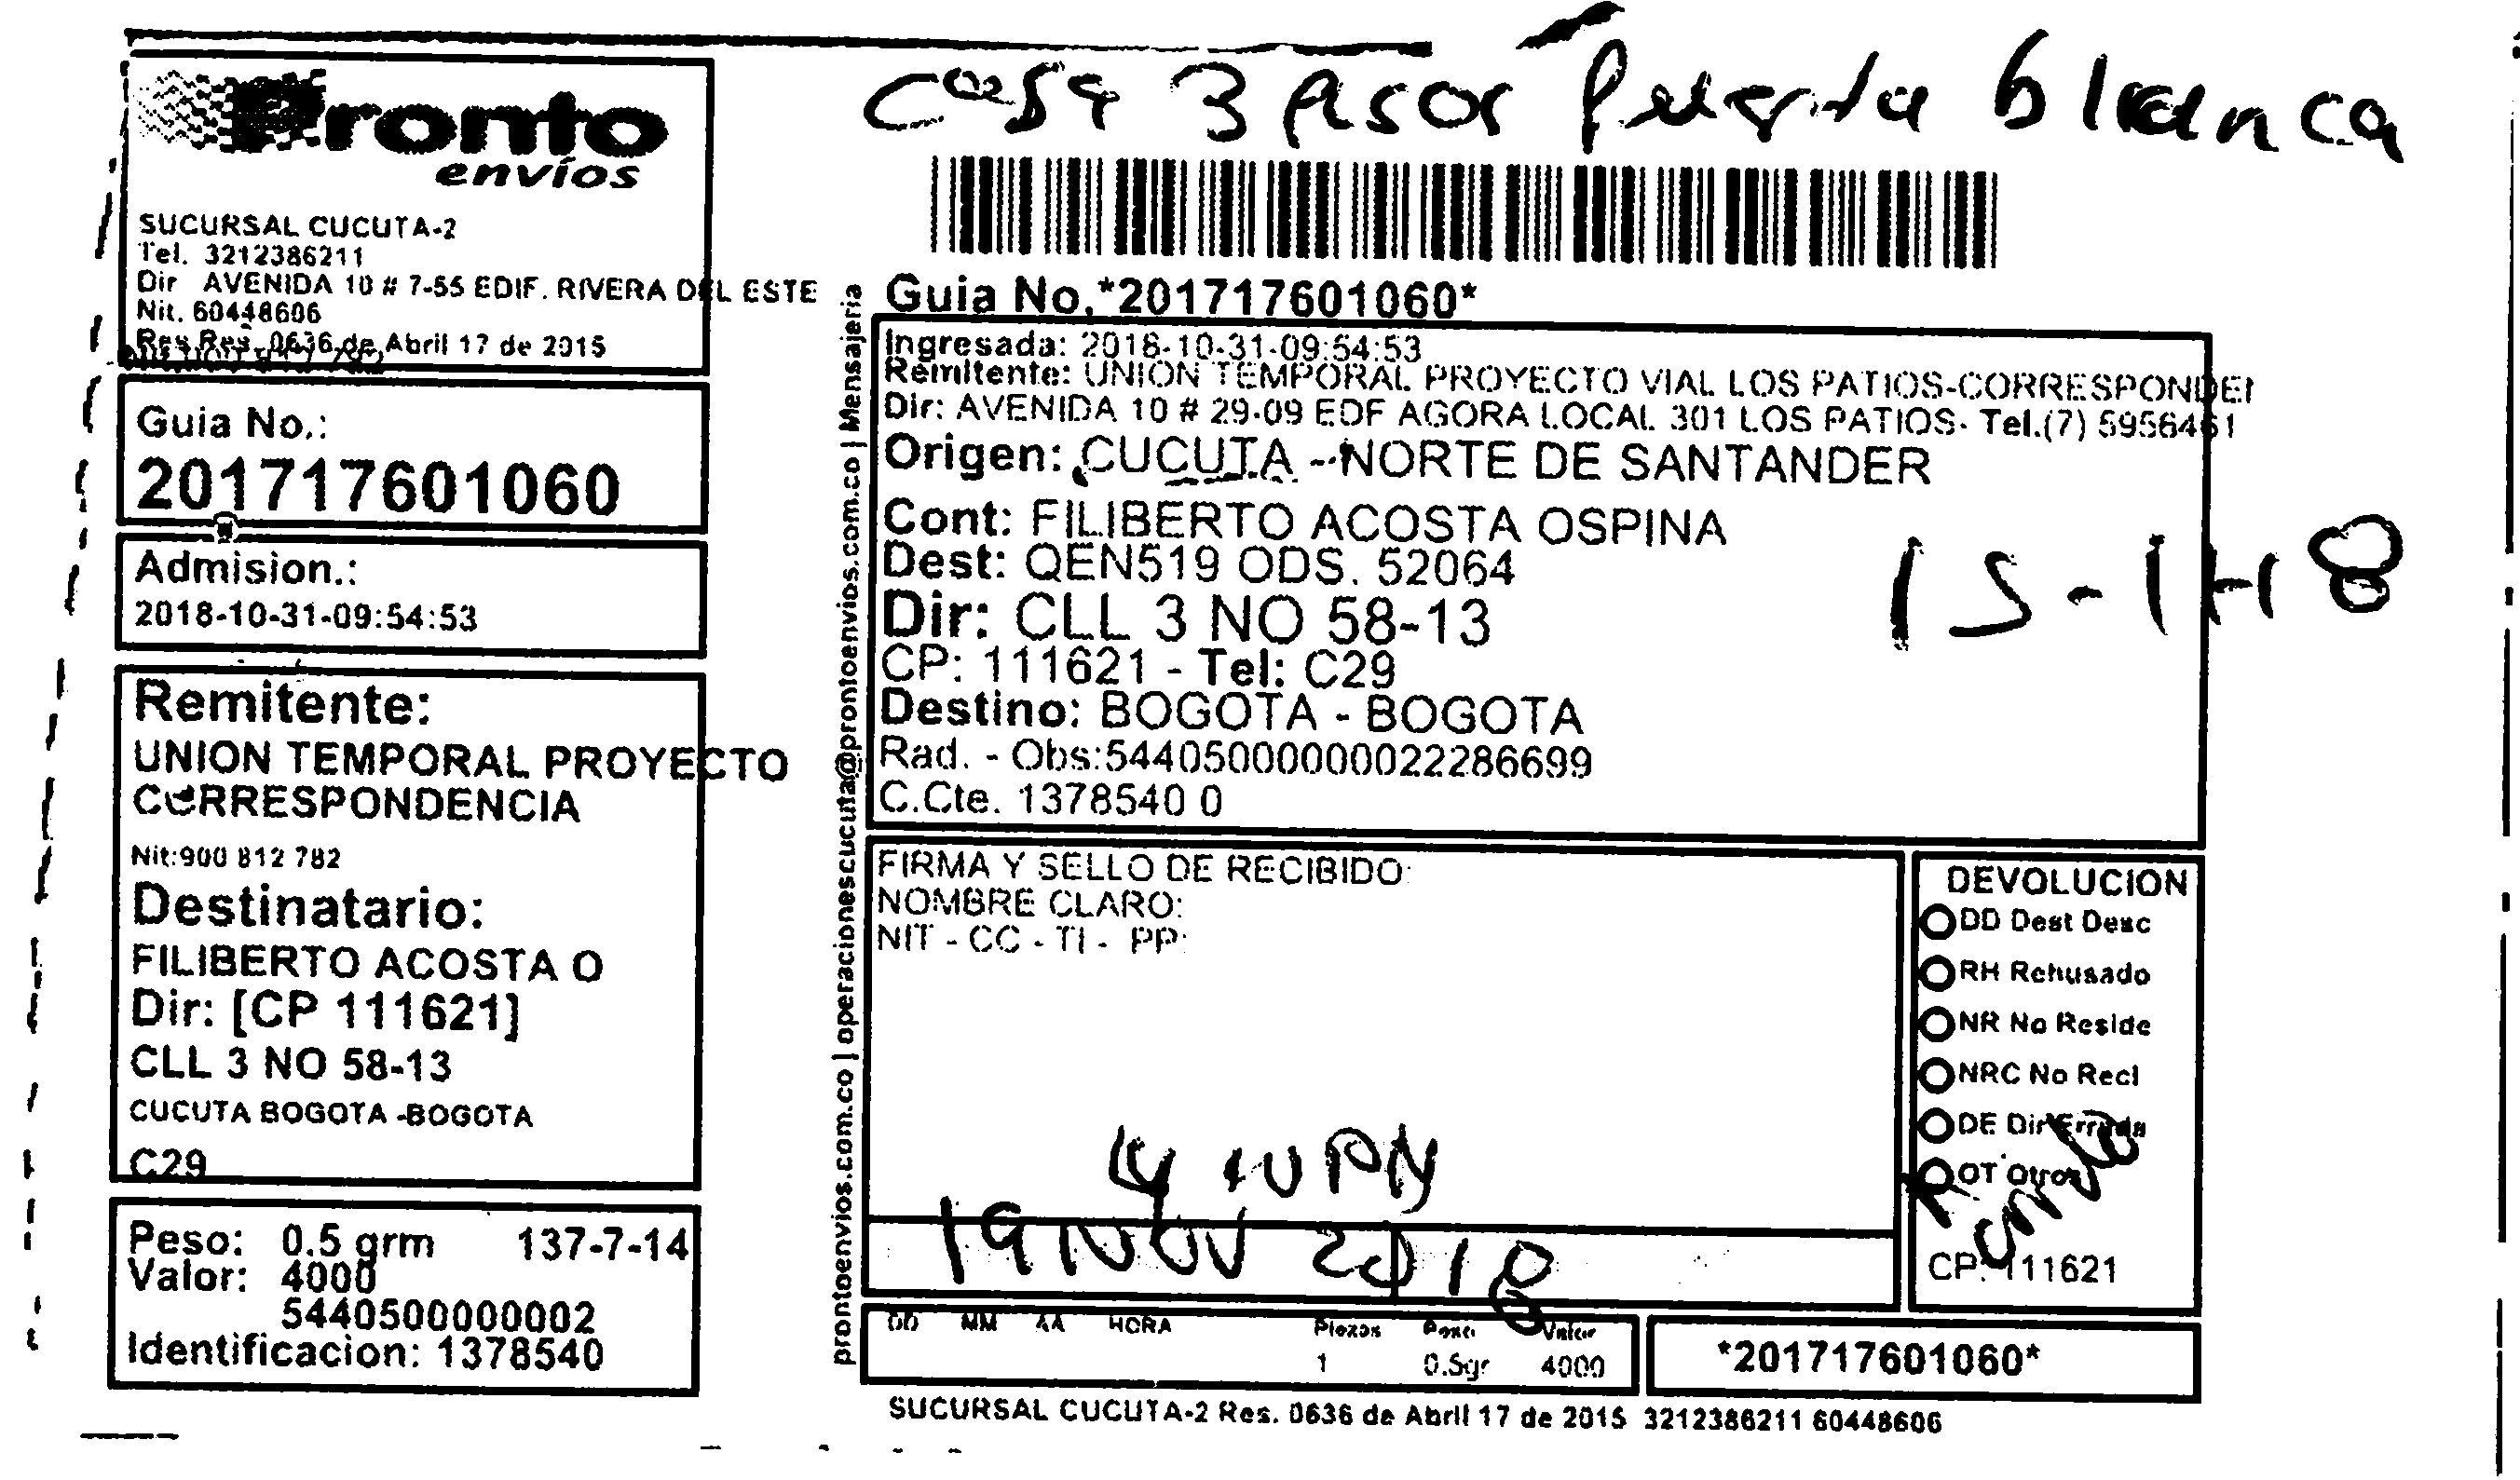 Casa 3 Pisos Puerta blanca
Pronto
envíos
SUCURSAL CUCUTA-2
Tel. 3212386211
Dir AVENIDA 10 # 7-55 EDIF. RIVERA DEL ESTE
Nit. 60448606
Res Res. 0636 de Abril 17 de 2015
Guia No.:
201717601060
Admision.:
2018-10-31-09:54:53
Remitente:
UNION TEMPORAL PROYECTO
CORRESPONDENCIA
Nit:900 812 782
Destinatario:
FILIBERTO ACOSTA O
Dir: [CP 111621]
CLL 3 NO 58-13
CUCUTA BOGOTA -BOGOTA
C29
Peso: 0.5 grm 137-7-14
Valor: 4000
5440500000002
Identificacion: 1378540
prontoenvios.com.co | operacionescucuta@prontoenvios.com.co | Mensajeria
Guia No.*201717601060*
Ingresada: 2018-10-31-09:54:53
Remitente: UNION TEMPORAL PROYECTO VIAL LOS PATIOS-CORRESPONDEN
Dir: AVENIDA 10 # 29-09 EDF AGORA LOCAL 301 LOS PATIOS- Tel.(7) 5956461
Origen: CUCUTA - NORTE DE SANTANDER
Cont: FILIBERTO ACOSTA OSPINA
Dest: QEN519 ODS. 52064
Dir: CLL 3 NO 58-13
CP: 111621 - Tel: C29
Destino: BOGOTA - BOGOTA
Rad. - Obs:544050000000022286699
C.Cte. 1378540 0
FIRMA Y SELLO DE RECIBIDO:
NOMBRE CLARO:
NIT - CC - TI - PP:
19 NOV 2018
DEVOLUCION
DD Dest Desc
RH Rehusado
NR No Reside
NRC No Recl
DE Dir Errada
OT Otros
CP: 111621
DD MM AA HORA Piezas Peso Valor
1 0.5gr 4000
*201717601060*
SUCURSAL CUCUTA-2 Res. 0636 de Abril 17 de 2015 3212386211 60448606